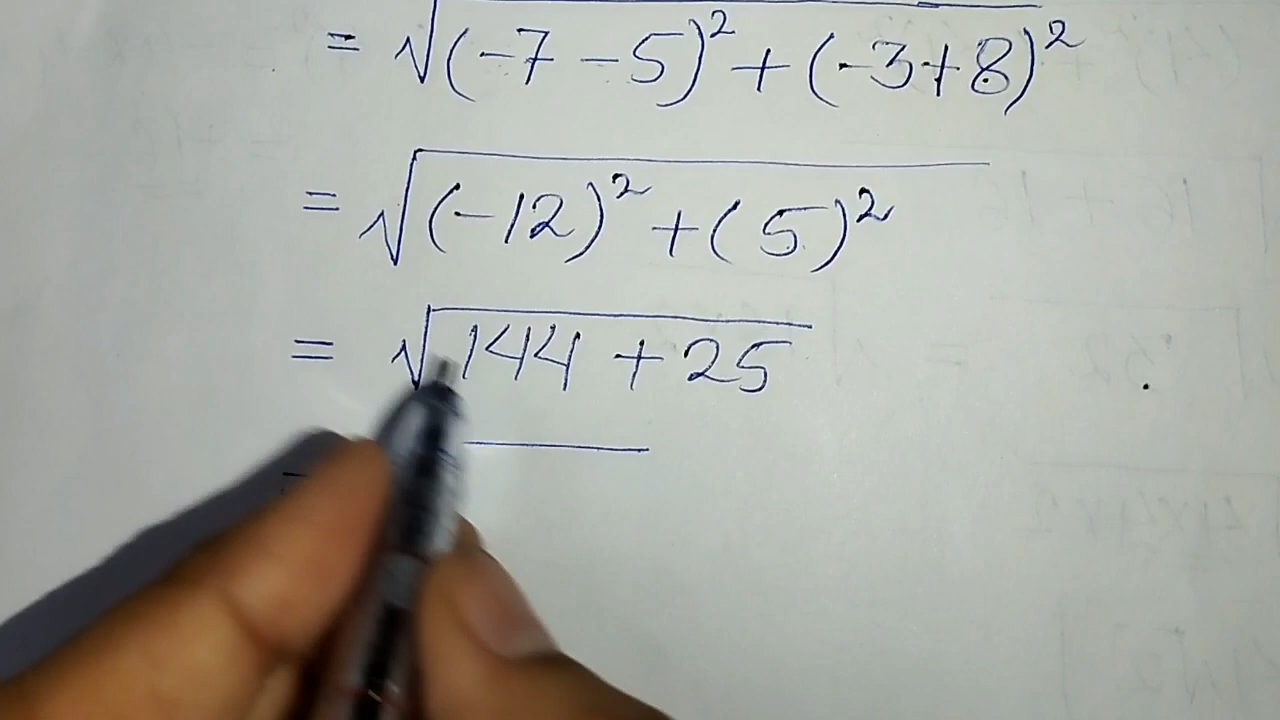 = √(-7 - 5)² + (-3 + 8)²
= √(-12)² + (5)²
= √144 + 25